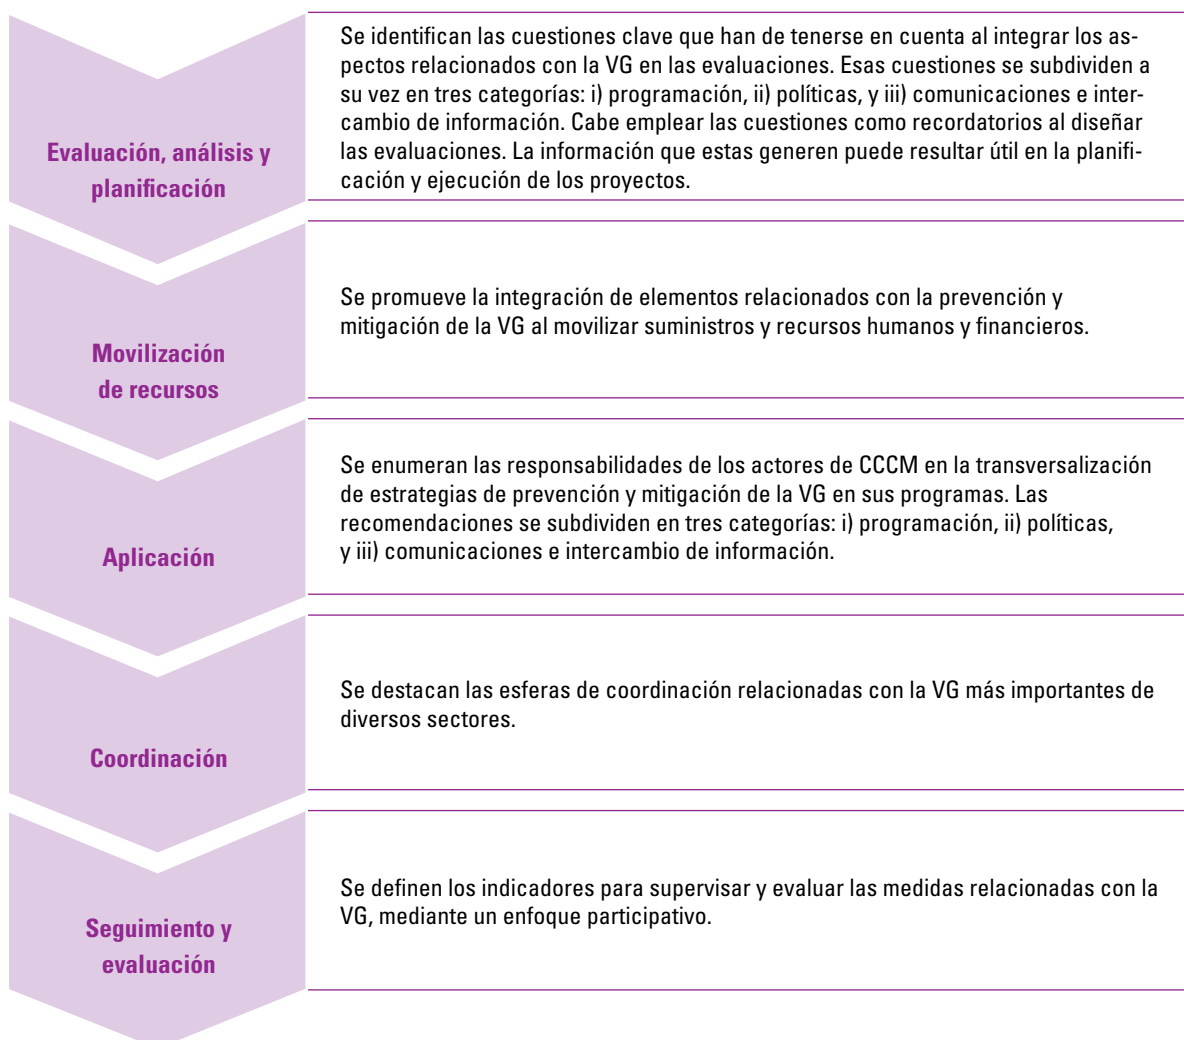 Evaluación, análisis y
planificación
Se identifican las cuestiones clave que han de tenerse en cuenta al integrar los as-
pectos relacionados con la VG en las evaluaciones. Esas cuestiones se subdividen a
su vez en tres categorías: i) programación, ii) políticas, y iii) comunicaciones e inter-
cambio de información. Cabe emplear las cuestiones como recordatorios al diseñar
las evaluaciones. La información que estas generen puede resultar útil en la planifi-
cación y ejecución de los proyectos.
Movilización
de recursos
Se promueve la integración de elementos relacionados con la prevención y
mitigación de la VG al movilizar suministros y recursos humanos y financieros.
Aplicación
Se enumeran las responsabilidades de los actores de CCCM en la transversalización
de estrategias de prevención y mitigación de la VG en sus programas. Las
recomendaciones se subdividen en tres categorías: i) programación, ii) políticas,
y iii) comunicaciones e intercambio de información.
Coordinación
Se destacan las esferas de coordinación relacionadas con la VG más importantes de
diversos sectores.
Seguimiento y
evaluación
Se definen los indicadores para supervisar y evaluar las medidas relacionadas con la
VG, mediante un enfoque participativo.